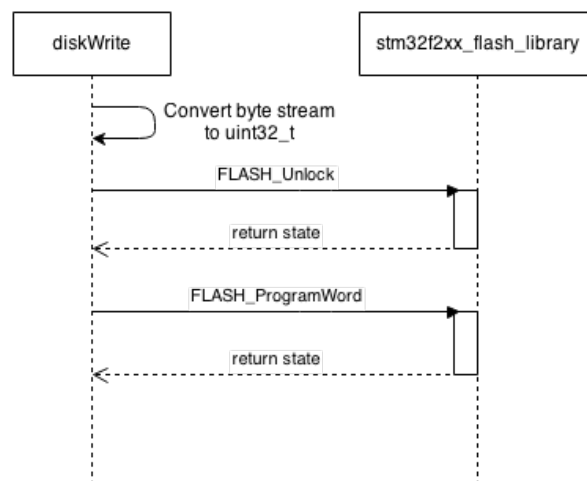 diskWrite
stm32f2xx_flash_library
Convert byte stream
to uint32_t
FLASH_Unlock
return state
FLASH_ProgramWord
return state